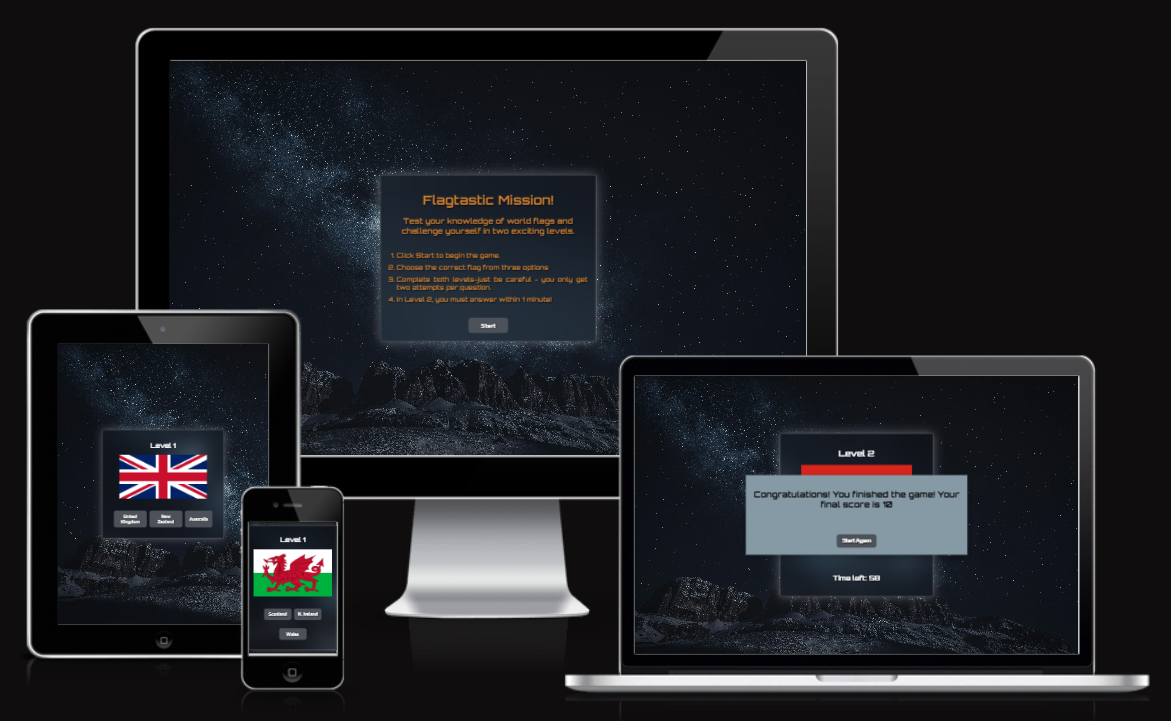 Flagtastic Mission!
Test your knowledge of world flags and
challenge yourself in two exciting levels.
1. Click Start to begin the game.
2. Choose the correct flag from three options
3. Complete both levels-just be careful - you only get
two attempts per question.
4. In Level 2, you must answer within 1 minute!
Start
Level 1
United
Kingdom
New
Zealand
Australia
Level 1
Scotland
N. Ireland
Wales
Level 2
Congratulations! You finished the game! Your
final score is 10
Start Again
Time left: 58